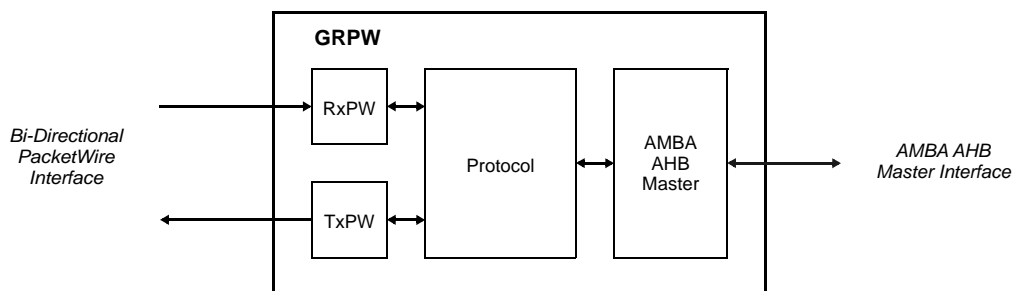 GRPW
RxPW
Bi-Directional
PacketWire
Interface
TxPW
Protocol
AMBA
AHB
Master
AMBA AHB
Master Interface